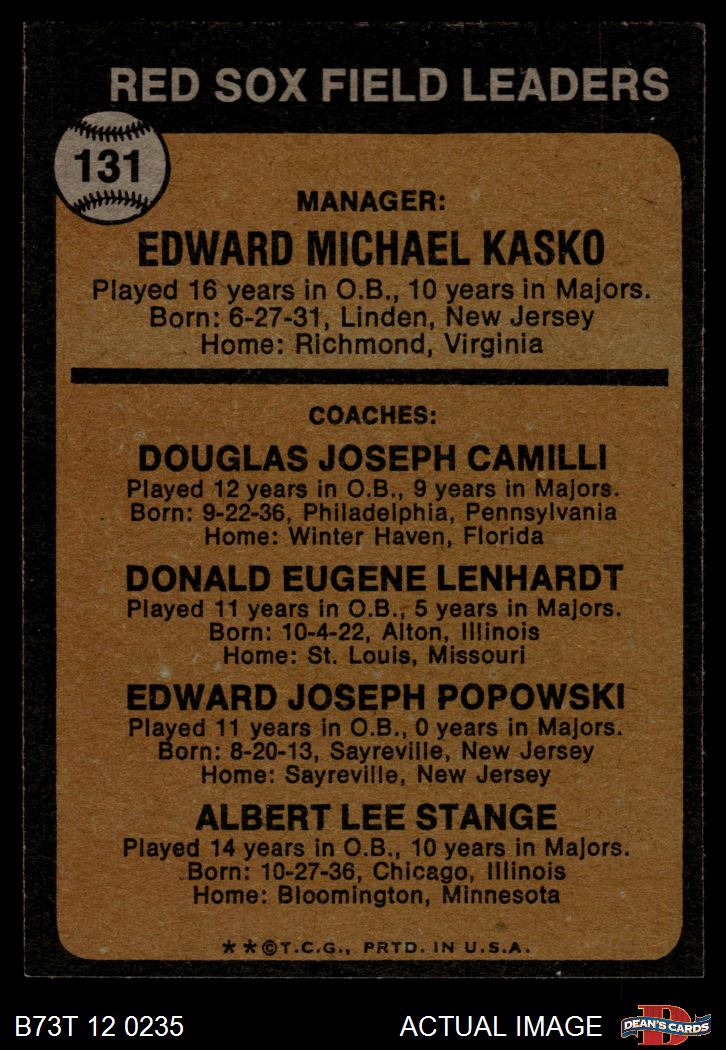 RED SOX FIELD LEADERS
131
MANAGER:
EDWARD MICHAEL KASKO
Played 16 years in O.B., 10 years in Majors.
Born: 6-27-31, Linden, New Jersey
Home: Richmond, Virginia
COACHES:
DOUGLAS JOSEPH CAMILLI
Played 12 years in O.B., 9 years in Majors.
Born: 9-22-36, Philadelphia, Pennsylvania
Home: Winter Haven, Florida
DONALD EUGENE LENHARDT
Played 11 years in O.B., 5 years in Majors.
Born: 10-4-22, Alton, Illinois
Home: St. Louis, Missouri
EDWARD JOSEPH POPOWSKI
Played 11 years in O.B., 0 years in Majors.
Born: 8-20-13, Sayreville, New Jersey
Home: Sayreville, New Jersey
ALBERT LEE STANGE
Played 14 years in O.B., 10 years in Majors.
Born: 10-27-36, Chicago, Illinois
Home: Bloomington, Minnesota
**©T.C.G., PRTD. IN U.S.A.
B73T 12 0235 ACTUAL IMAGE D DEAN'S CARDS